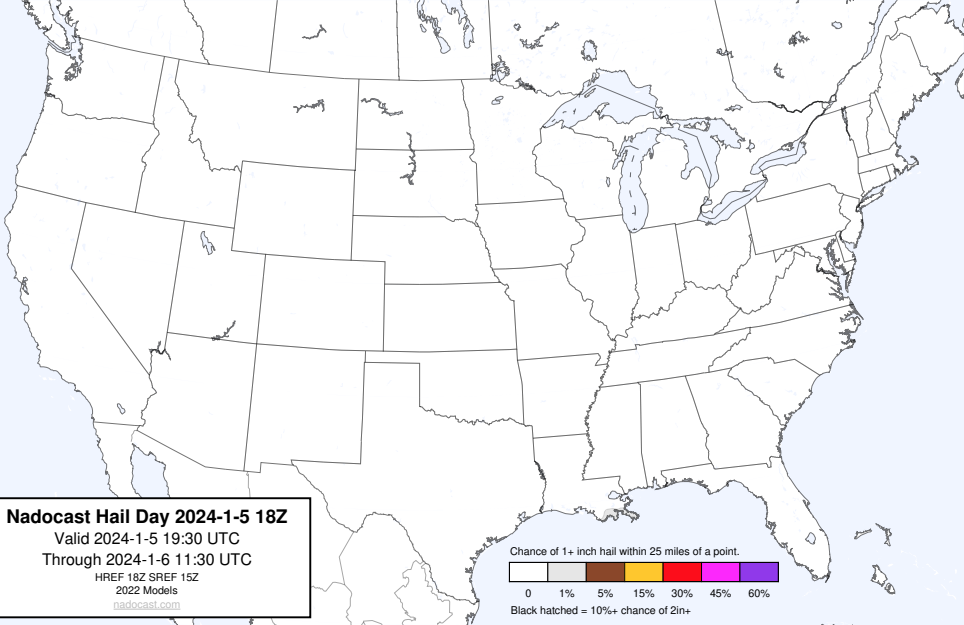 Nadocast Hail Day 2024-1-5 18Z
Valid 2024-1-5 19:30 UTC
Through 2024-1-6 11:30 UTC
HREF 18Z SREF 15Z
2022 Models
nadocast.com
Chance of 1+ inch hail within 25 miles of a point.
0 1% 5% 15% 30% 45% 60%
Black hatched = 10%+ chance of 2in+